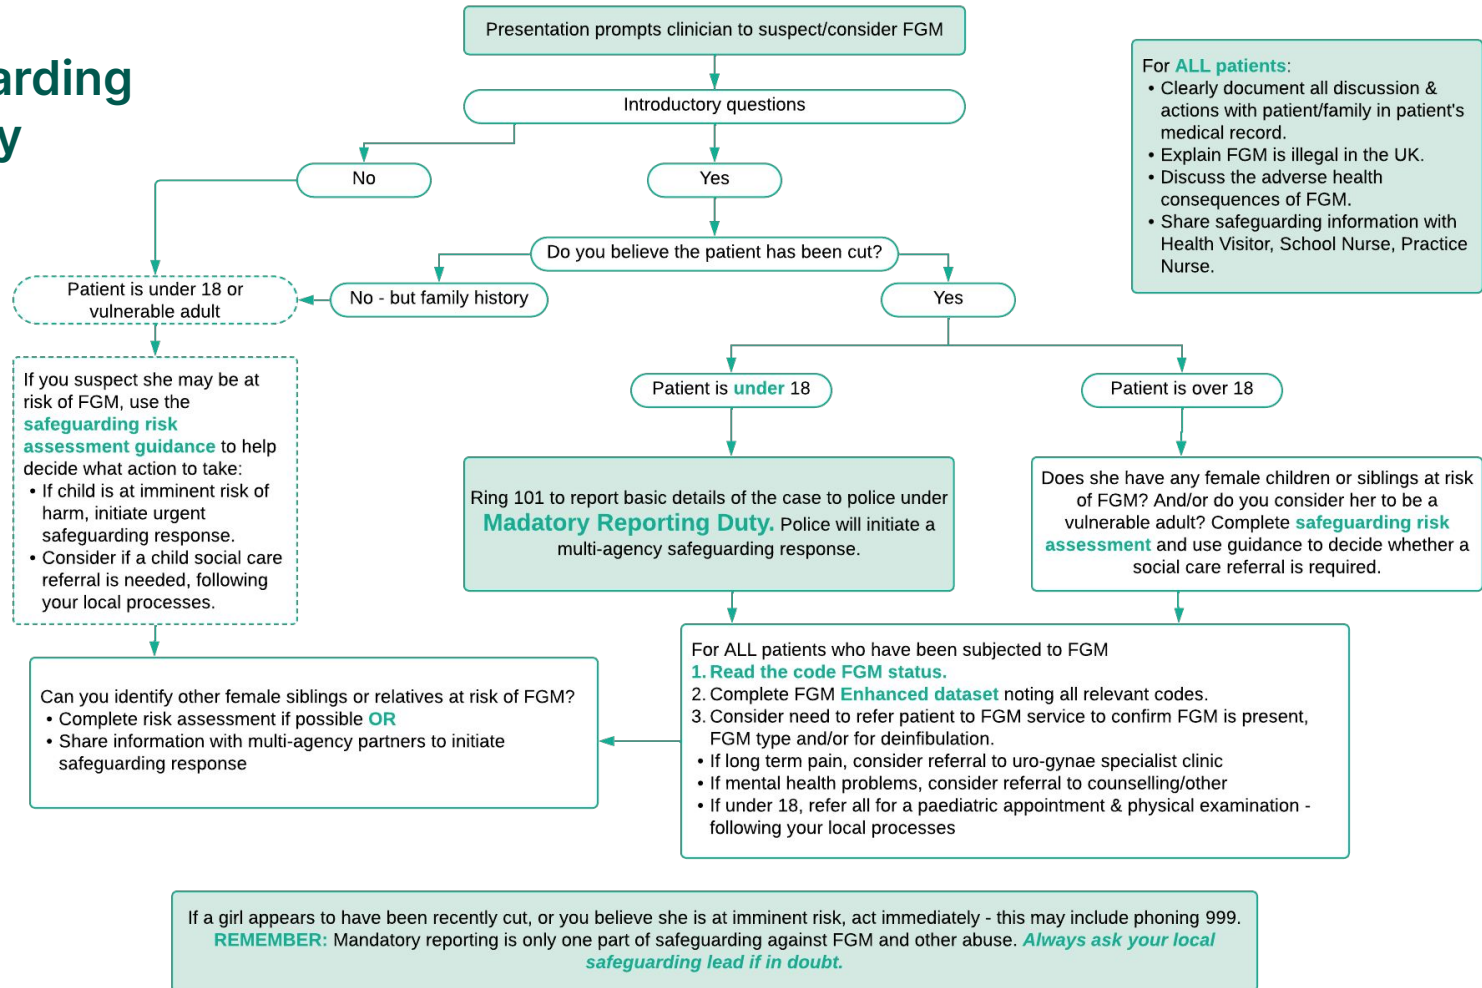 arding
y
Presentation prompts clinician to suspect/consider FGM
Introductory questions
No
Yes
Do you believe the patient has been cut?
No - but family history
Yes
Patient is under 18 or
vulnerable adult
If you suspect she may be at
risk of FGM, use the
safeguarding risk
assessment guidance to help
decide what action to take:
• If child is at imminent risk of
harm, initiate urgent
safeguarding response.
• Consider if a child social care
referral is needed, following
your local processes.
Patient is under 18
Patient is over 18
Ring 101 to report basic details of the case to police under
Madatory Reporting Duty. Police will initiate a
multi-agency safeguarding response.
Does she have any female children or siblings at risk
of FGM? And/or do you consider her to be a
vulnerable adult? Complete safeguarding risk
assessment and use guidance to decide whether a
social care referral is required.
For ALL patients who have been subjected to FGM
1. Read the code FGM status.
2. Complete FGM Enhanced dataset noting all relevant codes.
3. Consider need to refer patient to FGM service to confirm FGM is present,
FGM type and/or for deinfibulation.
• If long term pain, consider referral to uro-gynae specialist clinic
• If mental health problems, consider referral to counselling/other
• If under 18, refer all for a paediatric appointment & physical examination -
following your local processes
Can you identify other female siblings or relatives at risk of FGM?
• Complete risk assessment if possible OR
• Share information with multi-agency partners to initiate
safeguarding response
For ALL patients:
• Clearly document all discussion &
actions with patient/family in patient's
medical record.
• Explain FGM is illegal in the UK.
• Discuss the adverse health
consequences of FGM.
• Share safeguarding information with
Health Visitor, School Nurse, Practice
Nurse.
If a girl appears to have been recently cut, or you believe she is at imminent risk, act immediately - this may include phoning 999.
REMEMBER: Mandatory reporting is only one part of safeguarding against FGM and other abuse. Always ask your local
safeguarding lead if in doubt.